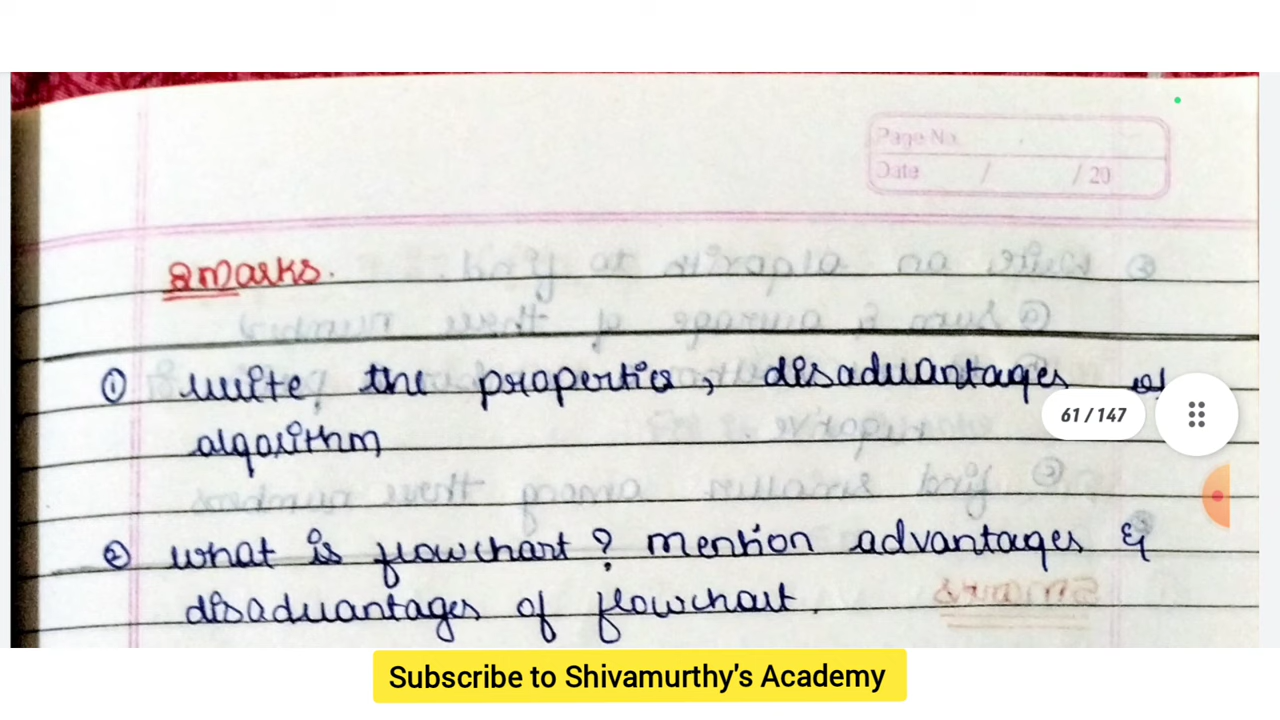 Page No.
Date / / 20
2marks.
① write the properties, disadvantages of
algorithm
61 / 147
② what is flowchart ? mention advantages &
disadvantages of flowchart.
Subscribe to Shivamurthy's Academy